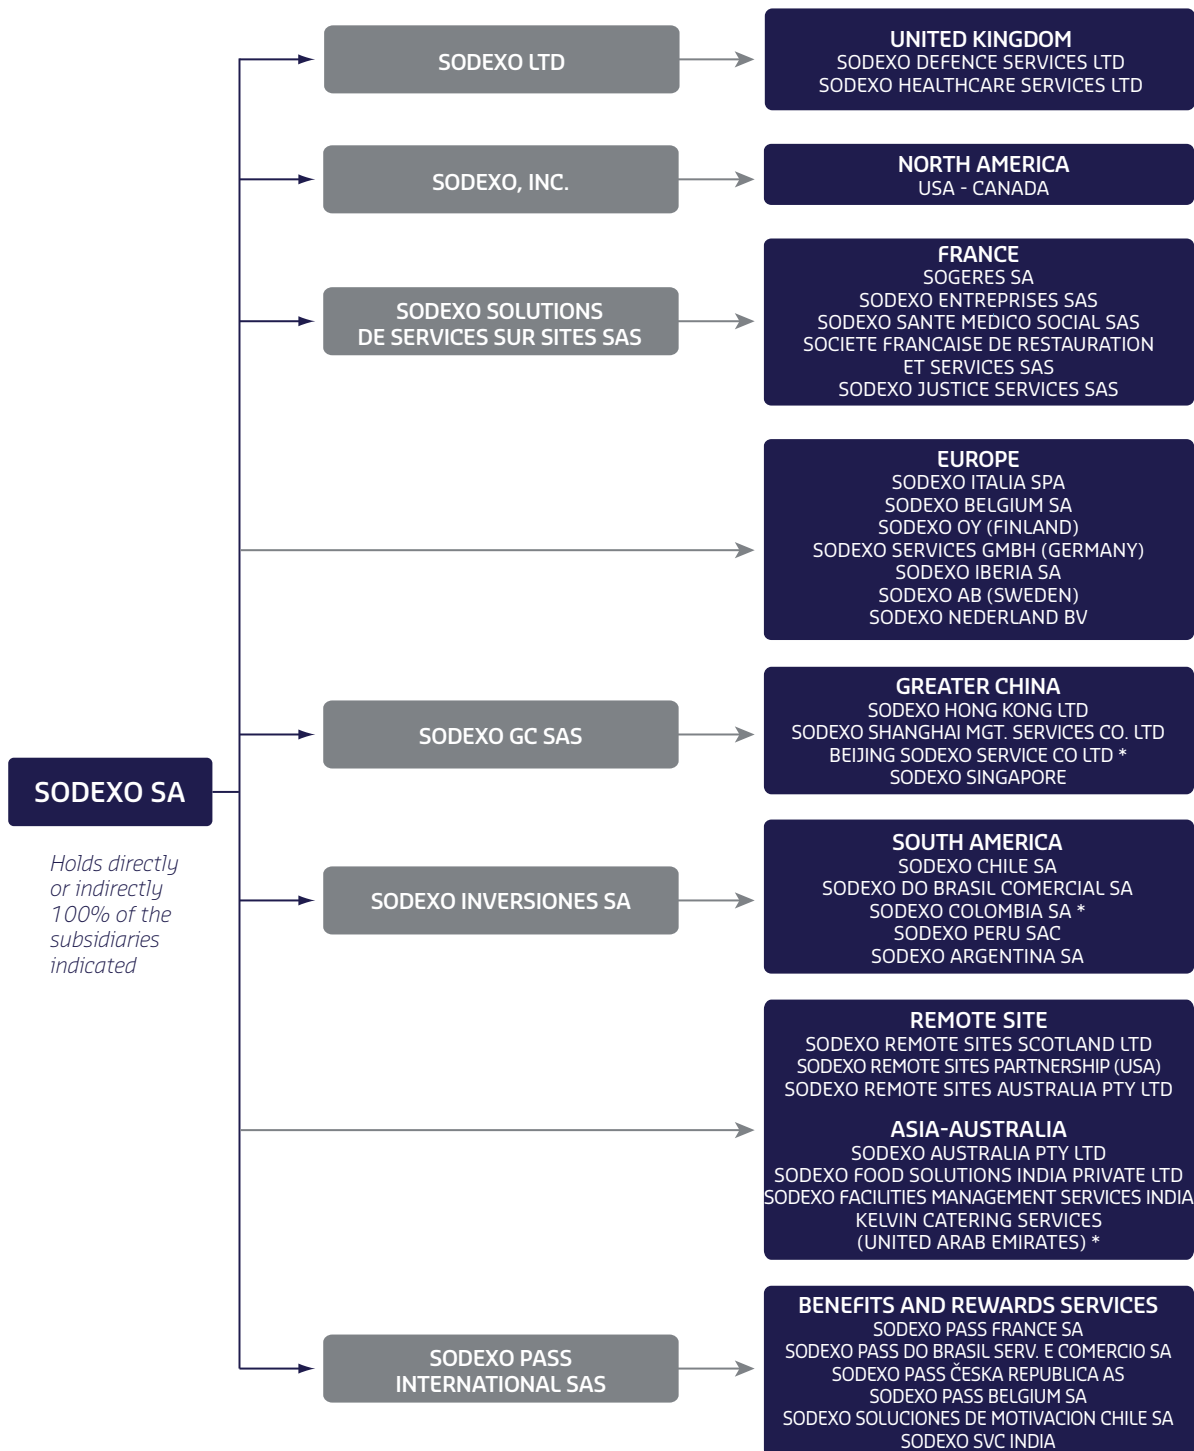 SODEXO LTD
UNITED KINGDOM
SODEXO DEFENCE SERVICES LTD
SODEXO HEALTHCARE SERVICES LTD
SODEXO, INC.
NORTH AMERICA
USA - CANADA
SODEXO SOLUTIONS
DE SERVICES SUR SITES SAS
FRANCE
SOGERES SA
SODEXO ENTREPRISES SAS
SODEXO SANTE MEDICO SOCIAL SAS
SOCIETE FRANCAISE DE RESTAURATION
ET SERVICES SAS
SODEXO JUSTICE SERVICES SAS
EUROPE
SODEXO ITALIA SPA
SODEXO BELGIUM SA
SODEXO OY (FINLAND)
SODEXO SERVICES GMBH (GERMANY)
SODEXO IBERIA SA
SODEXO AB (SWEDEN)
SODEXO NEDERLAND BV
SODEXO GC SAS
GREATER CHINA
SODEXO HONG KONG LTD
SODEXO SHANGHAI MGT. SERVICES CO. LTD
BEIJING SODEXO SERVICE CO LTD *
SODEXO SINGAPORE
SODEXO SA
Holds directly
or indirectly
100% of the
subsidiaries
indicated
SODEXO INVERSIONES SA
SOUTH AMERICA
SODEXO CHILE SA
SODEXO DO BRASIL COMERCIAL SA
SODEXO COLOMBIA SA *
SODEXO PERU SAC
SODEXO ARGENTINA SA
REMOTE SITE
SODEXO REMOTE SITES SCOTLAND LTD
SODEXO REMOTE SITES PARTNERSHIP (USA)
SODEXO REMOTE SITES AUSTRALIA PTY LTD
ASIA-AUSTRALIA
SODEXO AUSTRALIA PTY LTD
SODEXO FOOD SOLUTIONS INDIA PRIVATE LTD
SODEXO FACILITIES MANAGEMENT SERVICES INDIA
KELVIN CATERING SERVICES
(UNITED ARAB EMIRATES) *
SODEXO PASS
INTERNATIONAL SAS
BENEFITS AND REWARDS SERVICES
SODEXO PASS FRANCE SA
SODEXO PASS DO BRASIL SERV. E COMERCIO SA
SODEXO PASS ČESKA REPUBLICA AS
SODEXO PASS BELGIUM SA
SODEXO SOLUCIONES DE MOTIVACION CHILE SA
SODEXO SVC INDIA